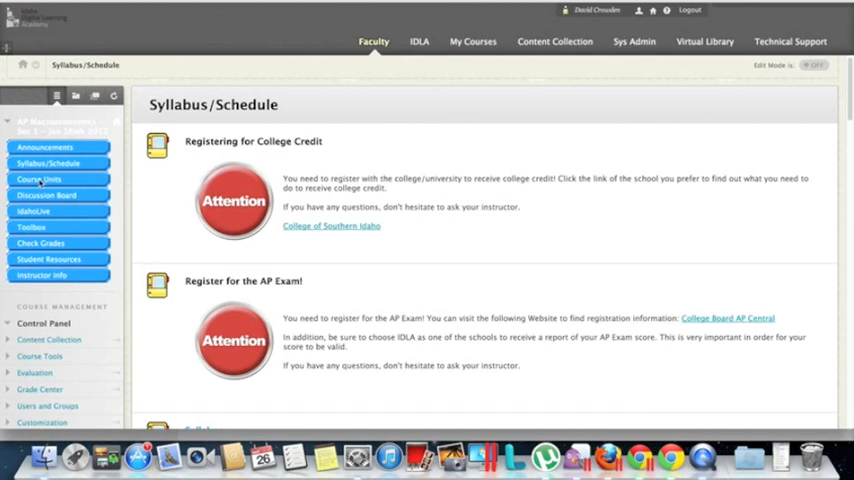 Idaho
Digital Learning
Academy
David Crowden
Logout
Faculty
IDLA
My Courses
Content Collection
Sys Admin
Virtual Library
Technical Support
Syllabus/Schedule
Edit Mode is:
OFF
AP Macroeconomics -
Sec 1 - Jan 16wk 2012
Announcements
Syllabus/Schedule
Course Units
Discussion Board
IdahoLive
Toolbox
Check Grades
Student Resources
Instructor Info
COURSE MANAGEMENT
Control Panel
Content Collection
Course Tools
Evaluation
Grade Center
Users and Groups
Customization
Syllabus/Schedule
Registering for College Credit
Attention
You need to register with the college/university to receive college credit! Click the link of the school you prefer to find out what you need to
do to receive college credit.
If you have any questions, don't hesitate to ask your instructor.
College of Southern Idaho
Register for the AP Exam!
Attention
You need to register for the AP Exam! You can visit the following Website to find registration information: College Board AP Central
In addition, be sure to choose IDLA as one of the schools to receive a report of your AP Exam score. This is very important in order for your
score to be valid.
If you have any questions, don't hesitate to ask your instructor.
26